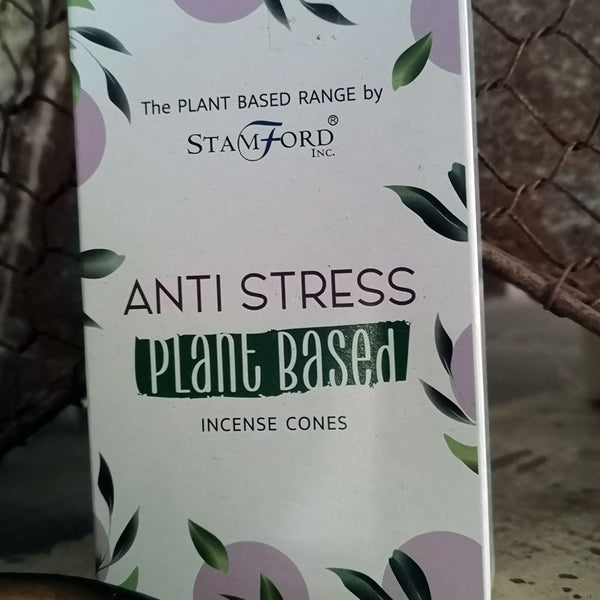 The PLANT BASED RANGE by
STAMFORD®
INC.
ANTI STRESS
PLant Based
INCENSE CONES